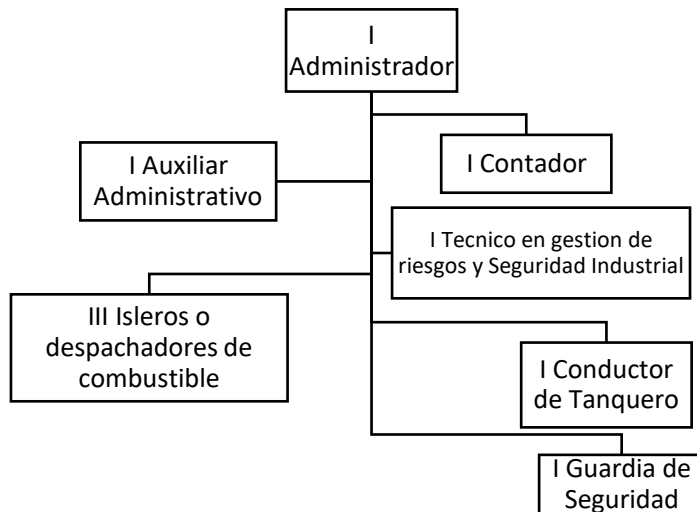 I
Administrador
I Contador
I Auxiliar
Administrativo
I Tecnico en gestion de
riesgos y Seguridad Industrial
III Isleros o
despachadores de
combustible
I Conductor
de Tanquero
I Guardia de
Seguridad